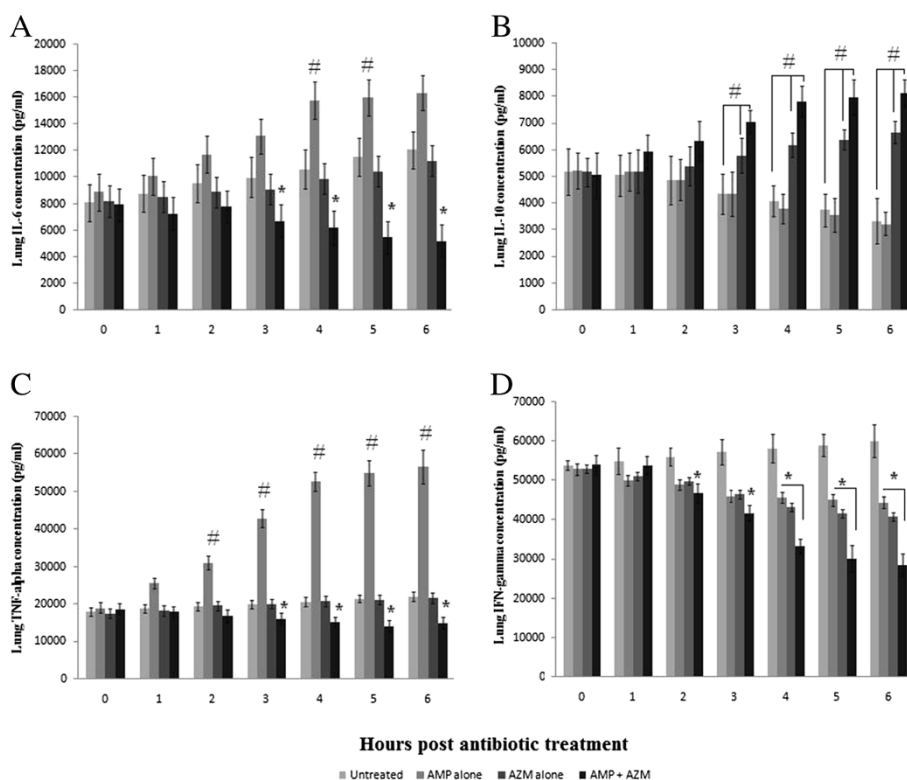 A
Lung IL-6 concentration (pg/ml)
20000
18000
16000
14000
12000
10000
8000
6000
4000
2000
0
# #
* * * *
0 1 2 3 4 5 6
B
Lung IL-10 concentration (pg/ml)
10000
9000
8000
7000
6000
5000
4000
3000
2000
1000
0
# # # #
0 1 2 3 4 5 6
C
Lung TNF-alpha concentration (pg/ml)
70000
60000
50000
40000
30000
20000
10000
0
# # # # #
* * * *
0 1 2 3 4 5 6
D
Lung IFN-gamma concentration (pg/ml)
70000
60000
50000
40000
30000
20000
10000
0
* * * * *
0 1 2 3 4 5 6
Hours post antibiotic treatment
Untreated AMP alone AZM alone AMP + AZM